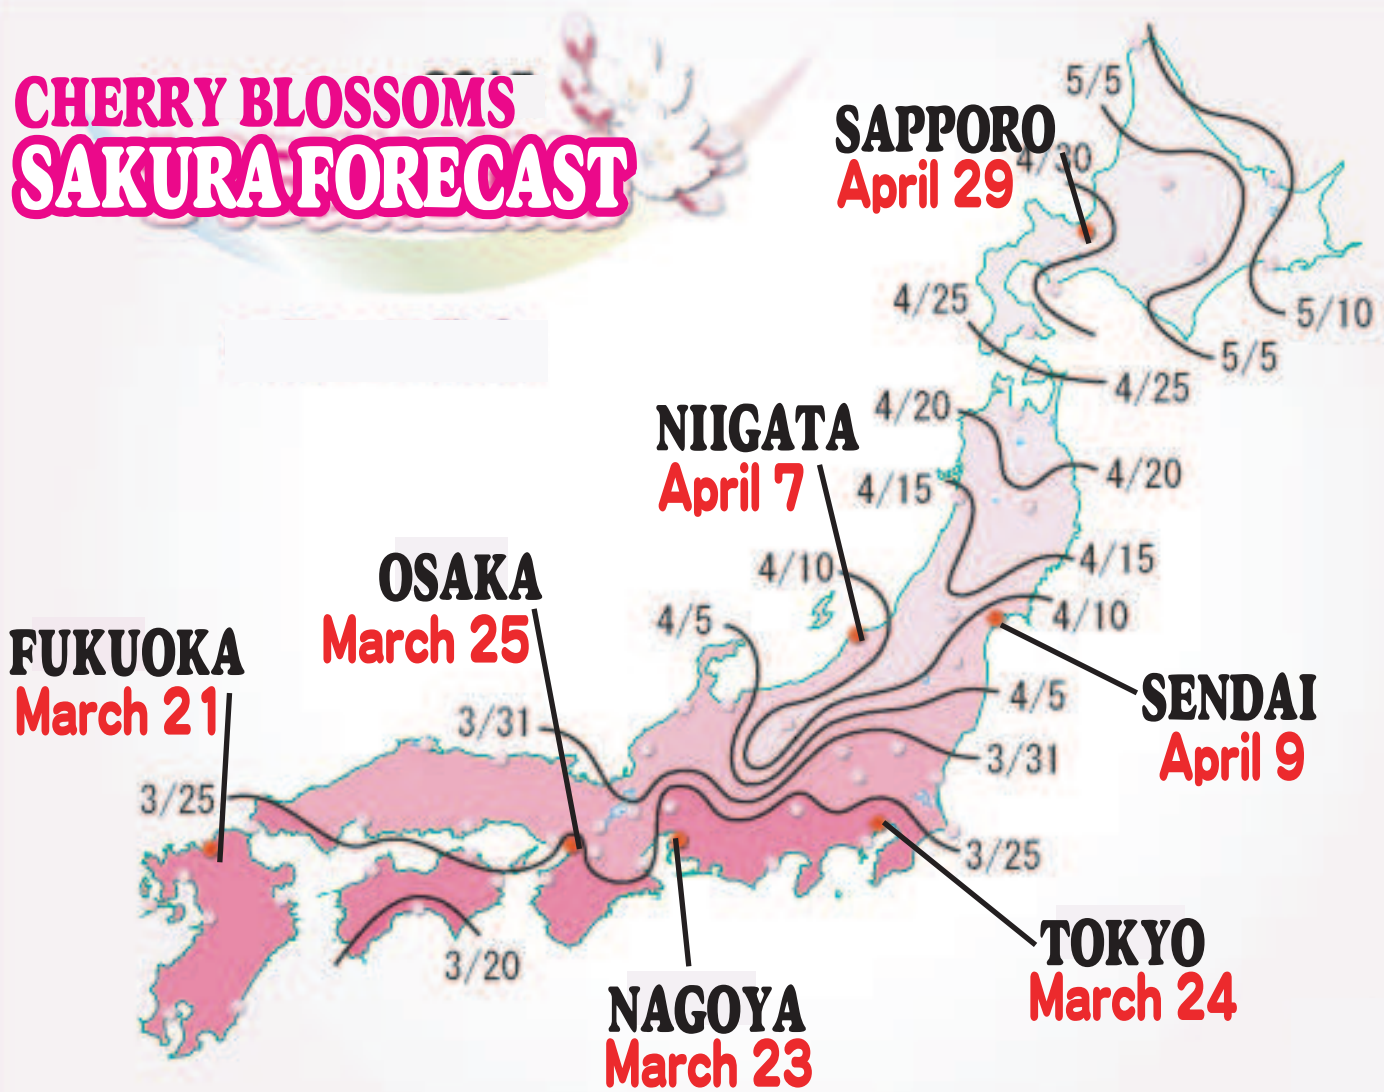 CHERRY BLOSSOMS
SAKURA FORECAST
5/5
SAPPORO
4/30
April 29
4/25
5/10
5/5
4/25
NIIGATA
4/20
April 7
4/20
4/15
OSAKA
4/10
4/15
March 25
4/5
4/10
FUKUOKA
March 21
SENDAI
4/5
April 9
3/31
3/31
3/25
3/25
TOKYO
3/20
March 24
NAGOYA
March 23